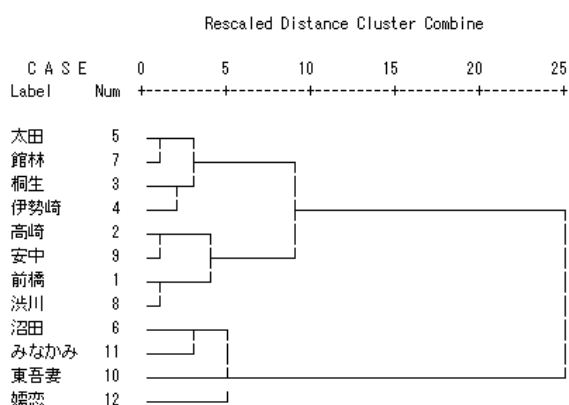 Rescaled Distance Cluster Combine
C A S E 0 5 10 15 20 25
Label Num +---------+---------+---------+---------+---------+
太田 5
館林 7
桐生 3
伊勢崎 4
高崎 2
安中 9
前橋 1
渋川 8
沼田 6
みなかみ 11
東吾妻 10
嬬恋 12